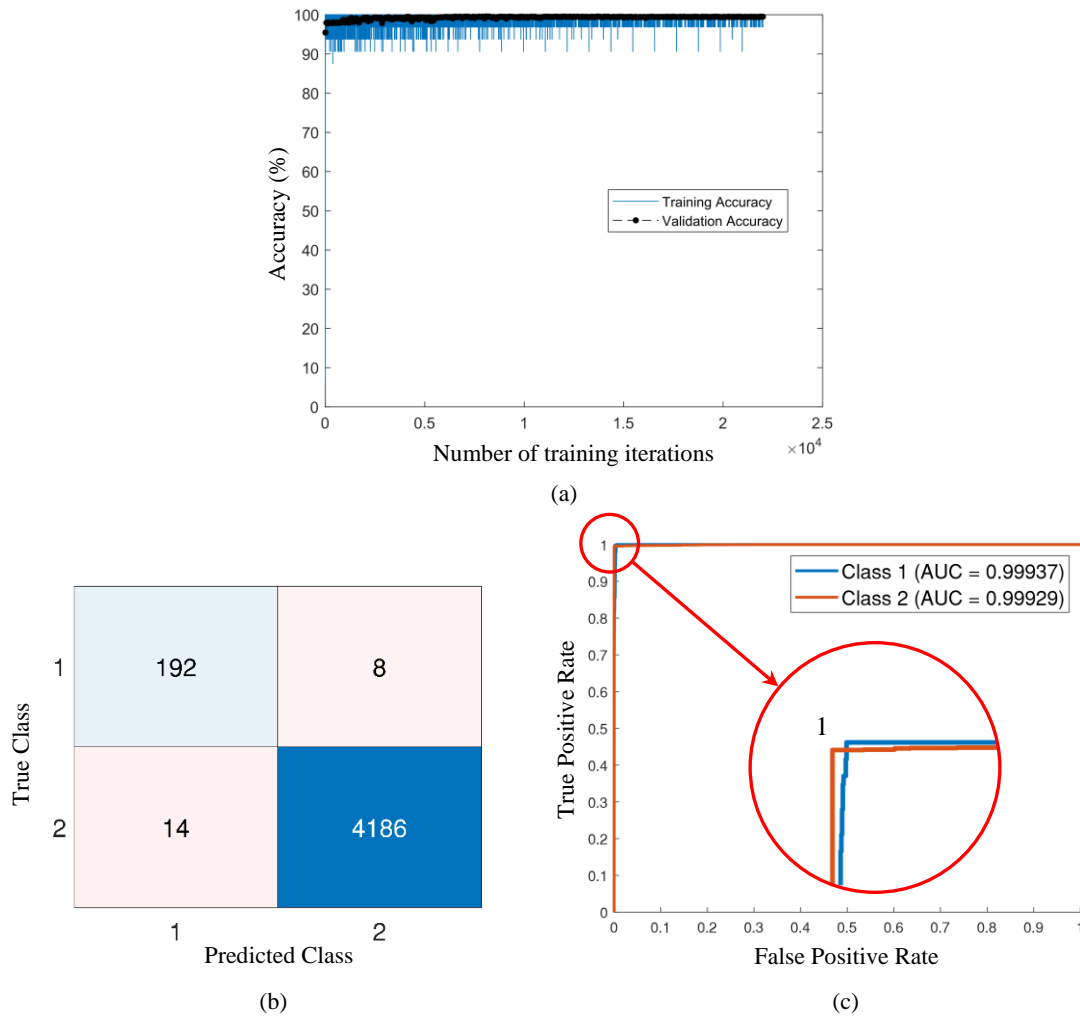 100
90
80
70
60
50
40
30
20
10
0
Accuracy (%)
Training Accuracy
Validation Accuracy
0 0.5 1 1.5 2 2.5
×10^4
Number of training iterations
(a)
1 192 8
2 14 4186
True Class
1 2
Predicted Class
(b)
1
0.9
0.8
0.7
0.6
0.5
0.4
0.3
0.2
0.1
0
True Positive Rate
Class 1 (AUC = 0.99937)
Class 2 (AUC = 0.99929)
1
0 0.1 0.2 0.3 0.4 0.5 0.6 0.7 0.8 0.9 1
False Positive Rate
(c)